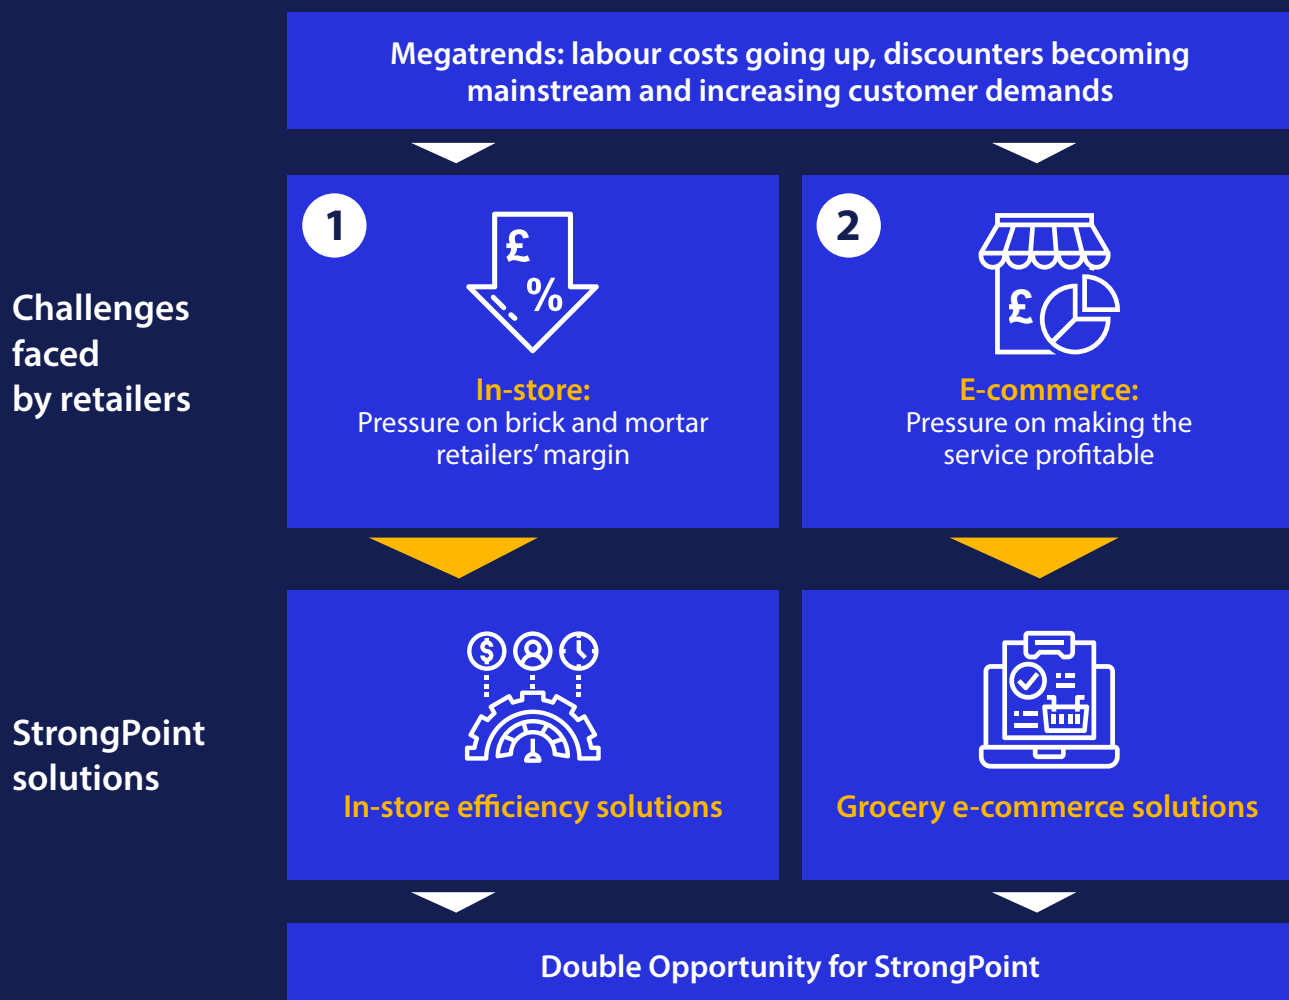 Megatrends: labour costs going up, discounters becoming
mainstream and increasing customer demands
Challenges
faced
by retailers
1
£
%
In-store:
Pressure on brick and mortar
retailers’ margin
2
£
E-commerce:
Pressure on making the
service profitable
StrongPoint
solutions
$
In-store efficiency solutions
Grocery e-commerce solutions
Double Opportunity for StrongPoint